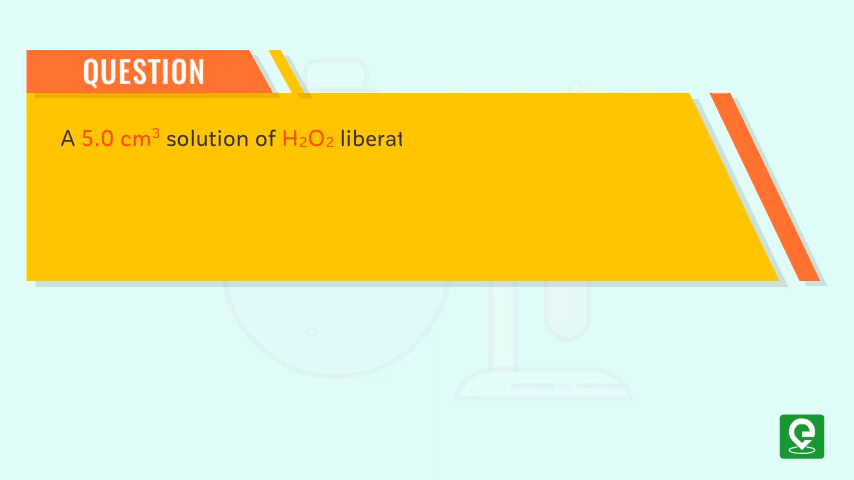 QUESTION
A 5.0 cm³ solution of H₂O₂ liberat